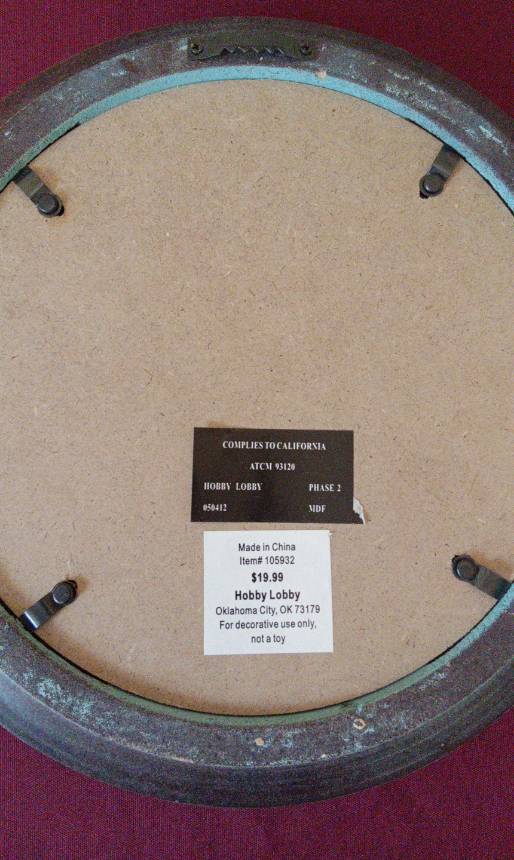 COMPLIES TO CALIFORNIA
ATCM 93120
HOBBY LOBBY PHASE 2
050412 MDF
Made in China
Item# 105932
$19.99
Hobby Lobby
Oklahoma City, OK 73179
For decorative use only,
not a toy